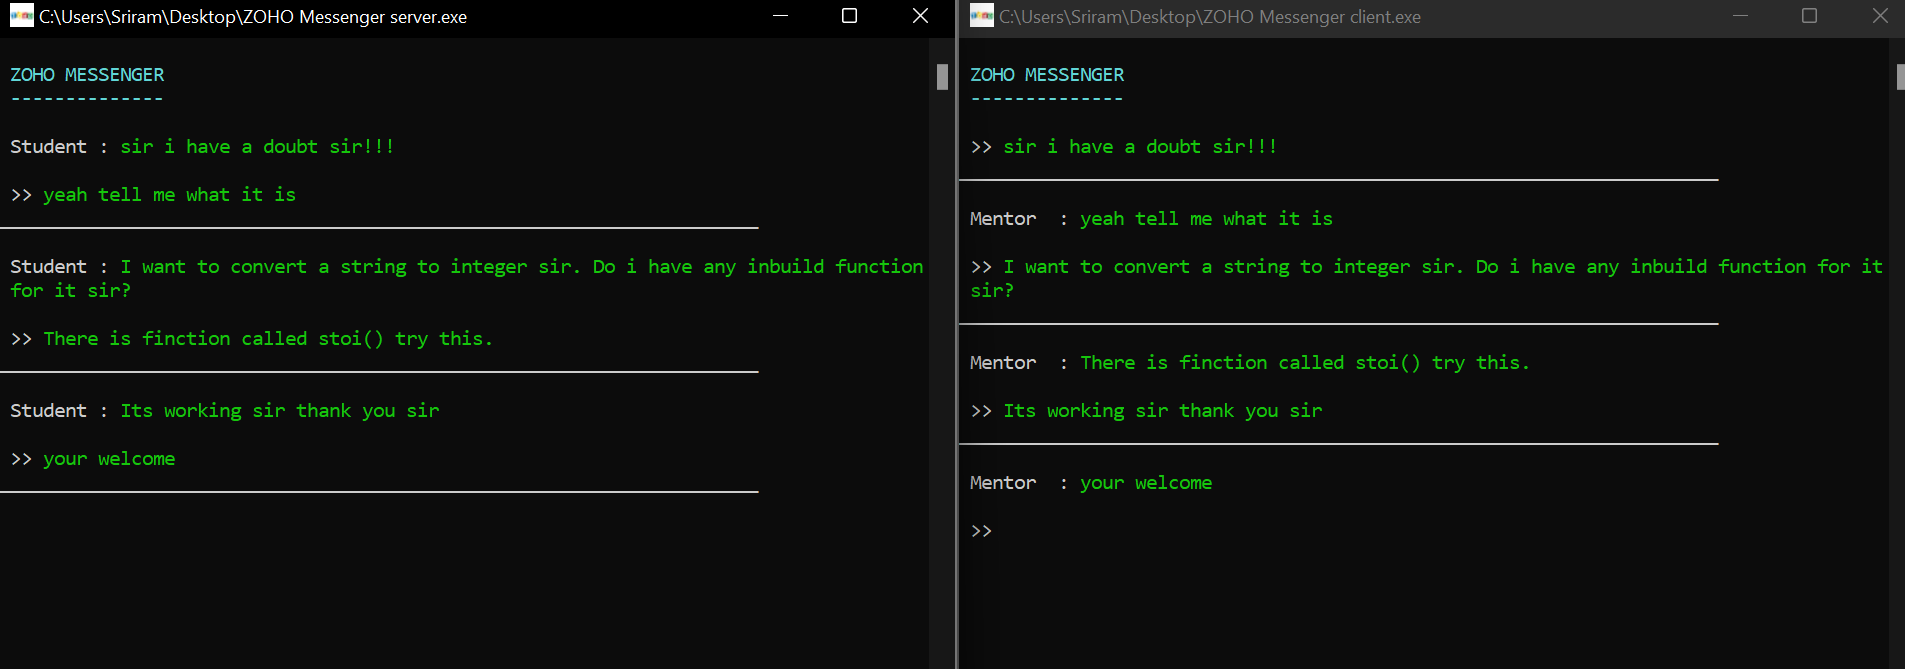 C:\Users\Sriram\Desktop\ZOHO Messenger server.exe
ZOHO MESSENGER
--------------
Student : sir i have a doubt sir!!!
>> yeah tell me what it is
Student : I want to convert a string to integer sir. Do i have any inbuild function
for it sir?
>> There is finction called stoi() try this.
Student : Its working sir thank you sir
>> your welcome
C:\Users\Sriram\Desktop\ZOHO Messenger client.exe
ZOHO MESSENGER
--------------
>> sir i have a doubt sir!!!
Mentor  : yeah tell me what it is
>> I want to convert a string to integer sir. Do i have any inbuild function for it
sir?
Mentor  : There is finction called stoi() try this.
>> Its working sir thank you sir
Mentor  : your welcome
>>